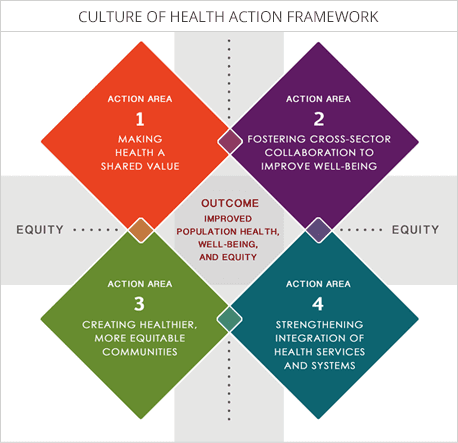 CULTURE OF HEALTH ACTION FRAMEWORK
ACTION AREA
1
MAKING
HEALTH A
SHARED VALUE
ACTION AREA
2
FOSTERING CROSS-SECTOR
COLLABORATION TO
IMPROVE WELL-BEING
EQUITY
OUTCOME
IMPROVED
POPULATION HEALTH,
WELL-BEING,
AND EQUITY
EQUITY
ACTION AREA
3
CREATING HEALTHIER,
MORE EQUITABLE
COMMUNITIES
ACTION AREA
4
STRENGTHENING
INTEGRATION OF
HEALTH SERVICES
AND SYSTEMS